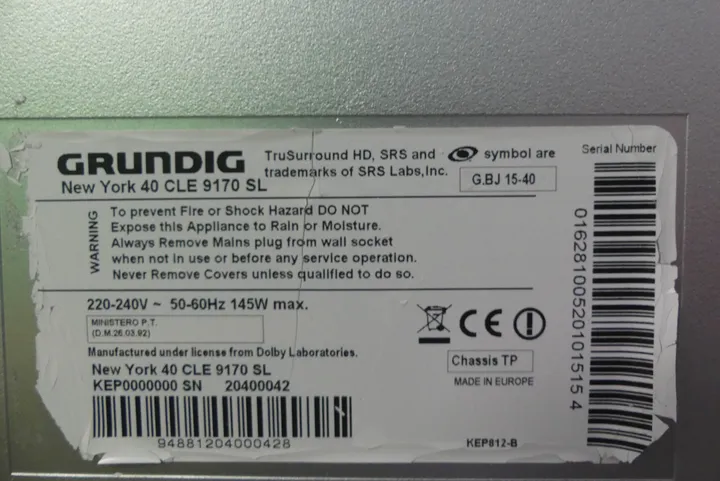 GRUNDIG
New York 40 CLE 9170 SL
TruSurround HD, SRS and symbol are
trademarks of SRS Labs,Inc.
G.BJ 15-40
Serial Number
WARNING
To prevent Fire or Shock Hazard DO NOT
Expose this Appliance to Rain or Moisture.
Always Remove Mains plug from wall socket
when not in use or before any service operation.
Never Remove Covers unless qualified to do so.
220-240V ~ 50-60Hz 145W max.
MINISTERO P.T.
(D.M.26.03.92)
Manufactured under license from Dolby Laboratories.
New York 40 CLE 9170 SL
KEP0000000 SN 20400042
94881204000428
CE
Chassis TP
MADE IN EUROPE
KEP812-B
01628100520101515 4